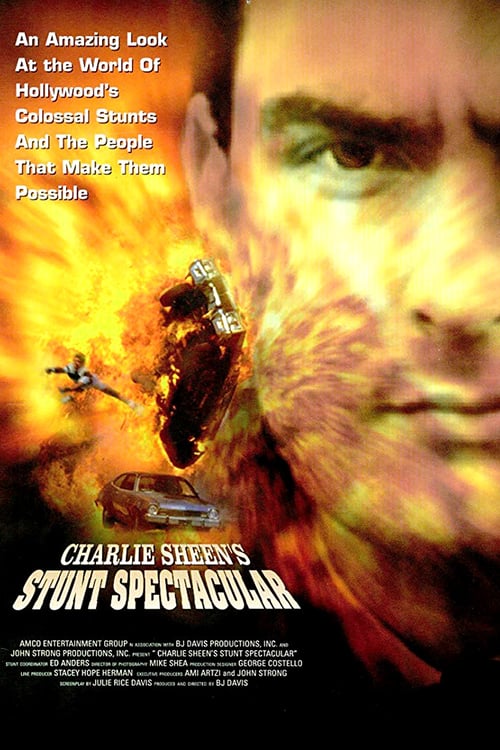 An Amazing Look
At the World Of
Hollywood's
Colossal Stunts
And The People
That Make Them
Possible
CHARLIE SHEEN'S
STUNT SPECTACULAR
AMCO ENTERTAINMENT GROUP IN ASSOCIATION WITH BJ DAVIS PRODUCTIONS, INC. AND
JOHN STRONG PRODUCTIONS, INC. PRESENT "CHARLIE SHEEN'S STUNT SPECTACULAR"
STUNT COORDINATOR ED ANDERS DIRECTOR OF PHOTOGRAPHY MIKE SHEA PRODUCTION DESIGNER GEORGE COSTELLO
LINE PRODUCER STACEY HOPE HERMAN EXECUTIVE PRODUCERS AMI ARTZI AND JOHN STRONG
SCREENPLAY BY JULIE RICE DAVIS PRODUCED AND DIRECTED BY BJ DAVIS